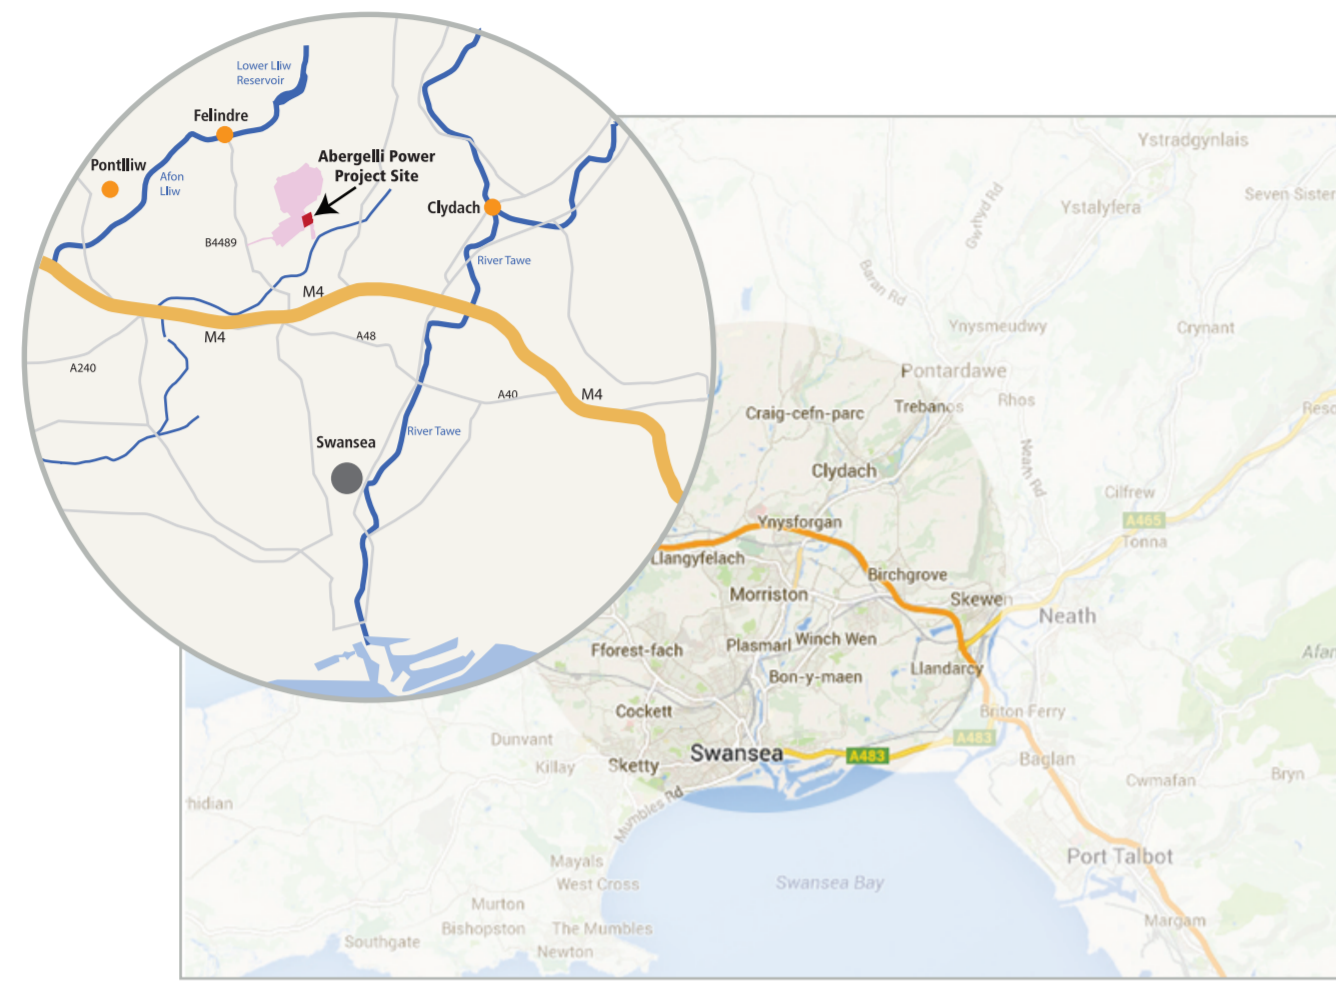 Lower Lliw
Reservoir
Felindre
Pontlliw
Afon
Lliw
Abergelli Power
Project Site
Clydach
B4489
River Tawe
M4
M4
A48
A240
A40
M4
Swansea
River Tawe
Ystradgynlais
Seven Sister
Ystalyfera
Gwrhyd Rd
Baran Rd
Ynysmeudwy
Crynant
Pontardawe
Trebanos
Rhos
Craig-cefn-parc
Clydach
Neath Rd
Cilfrew
A465
Tonna
Ynysforgan
Llangyfelach
Birchgrove
Morriston
Skewen
Neath
Plasmarl
Winch Wen
Fforest-fach
Bon-y-maen
Llandarcy
Afan
Cockett
Briton Ferry
Dunvant
Swansea
A483
A483
Killay
Sketty
Baglan
Cwmafan
Bryn
Mumbles Rd
hidian
Port Talbot
Mayals
West Cross
Swansea Bay
Murton
Bishopston
The Mumbles
Margam
Southgate
Newton